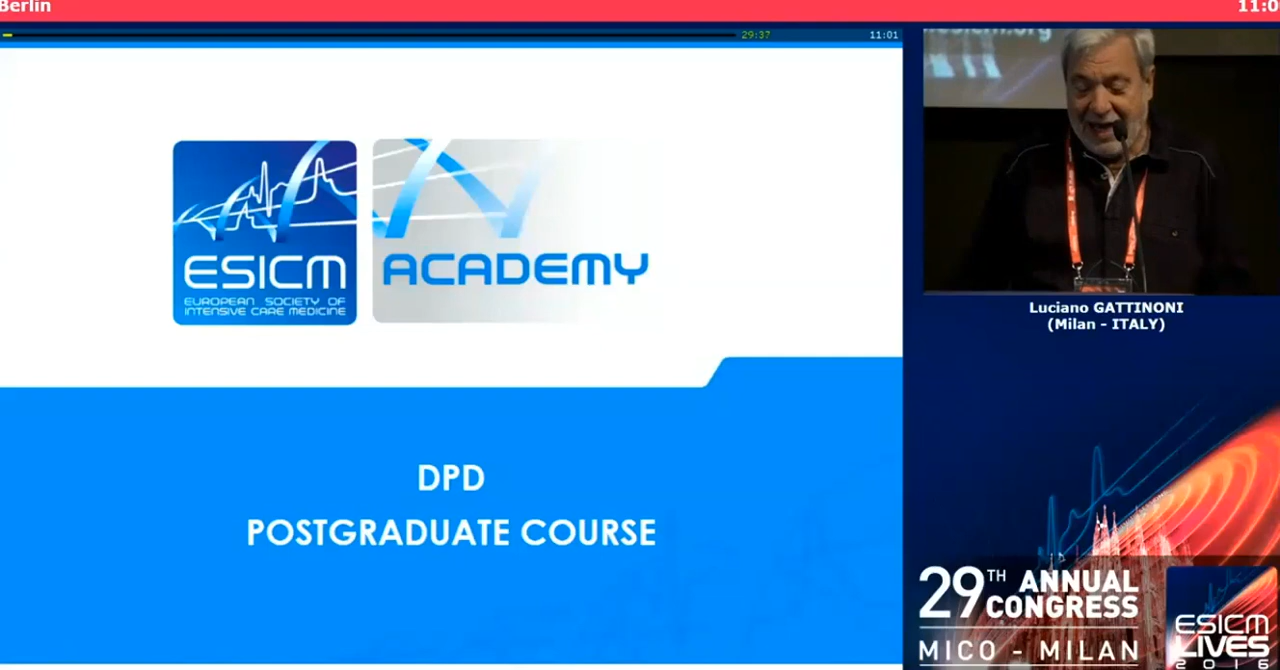 Berlin
11:0
29:37
11:01
ESICM
EUROPEAN SOCIETY OF
INTENSIVE CARE MEDICINE
ACADEMY
DPD
POSTGRADUATE COURSE
Luciano GATTINONI
(Milan - ITALY)
29TH ANNUAL
CONGRESS
MICO - MILAN
ESICM
LIVES